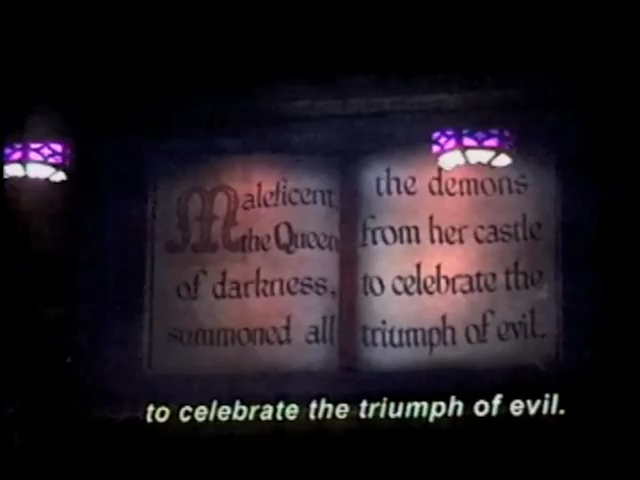 Maleficent
the Queen
of darkness,
summoned all
the demons
from her castle
to celebrate the
triumph of evil.
to celebrate the triumph of evil.